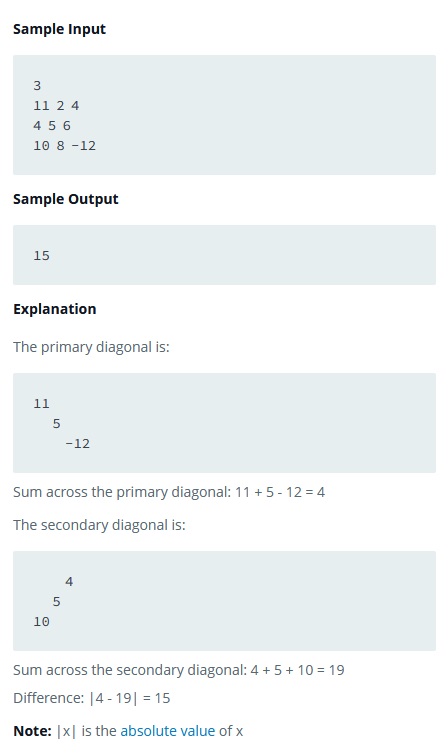 Sample Input
3
11 2 4
4 5 6
10 8 -12
Sample Output
15
Explanation
The primary diagonal is:
11
5
-12
Sum across the primary diagonal: 11 + 5 - 12 = 4
The secondary diagonal is:
4
5
10
Sum across the secondary diagonal: 4 + 5 + 10 = 19
Difference: |4 - 19| = 15
Note: |x| is the absolute value of x